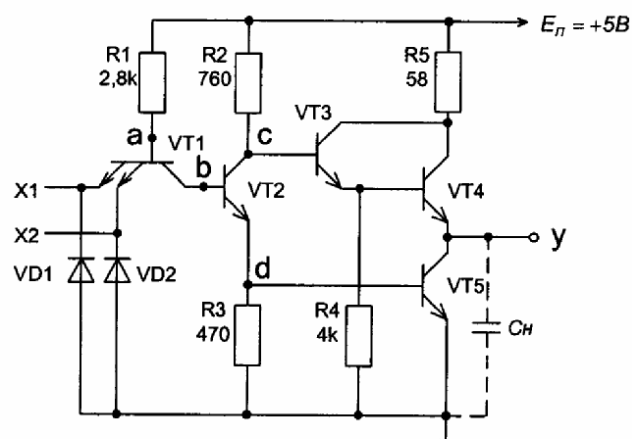 Eп = +5В
R1
2,8k
R2
760
R5
58
VT3
a
VT1
c
X1
b
VT2
VT4
X2
y
VD1
VD2
d
VT5
R3
470
R4
4k
Cн